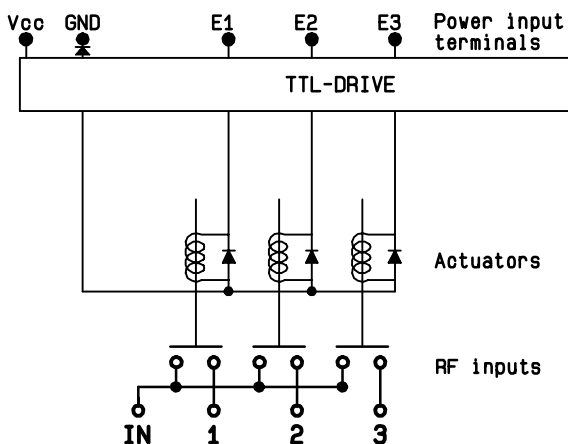 Vcc GND E1 E2 E3 Power input
terminals
TTL-DRIVE
Actuators
RF inputs
IN 1 2 3